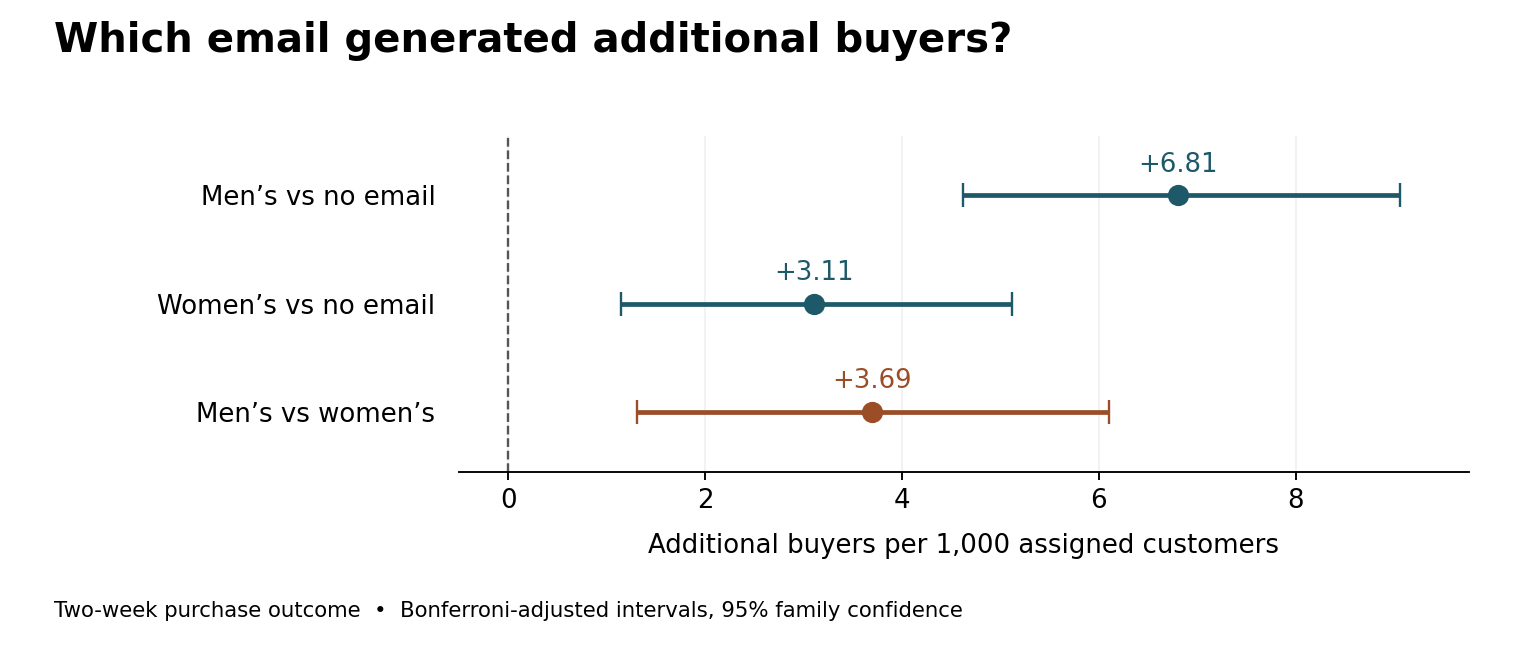 Which email generated additional buyers?
+6.81
Men’s vs no email
+3.11
Women’s vs no email
+3.69
Men’s vs women’s
0 2 4 6 8
Additional buyers per 1,000 assigned customers
Two-week purchase outcome • Bonferroni-adjusted intervals, 95% family confidence